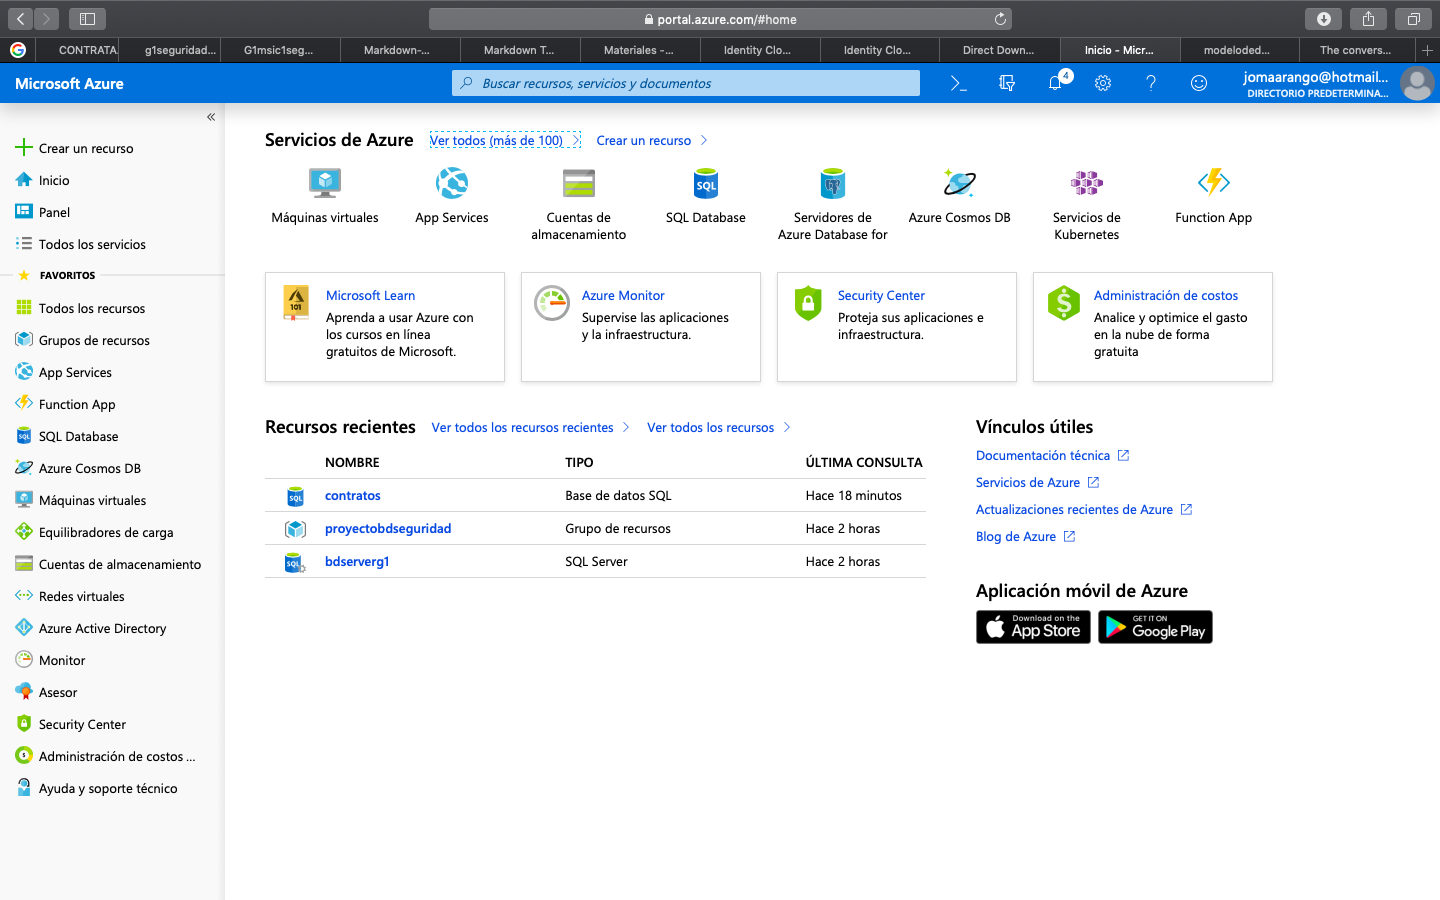 portal.azure.com/#home
CONTRATA
g1seguridad...
G1msic1seg...
Markdown-...
Markdown T...
Materiales -...
Identity Clo...
Identity Clo...
Direct Down...
Inicio - Micr...
modeloded...
The convers...
Microsoft Azure
Buscar recursos, servicios y documentos
4
jomaarango@hotmail...
DIRECTORIO PREDETERMINA...
Crear un recurso
Inicio
Panel
Todos los servicios
FAVORITOS
Todos los recursos
Grupos de recursos
App Services
Function App
SQL Database
Azure Cosmos DB
Máquinas virtuales
Equilibradores de carga
Cuentas de almacenamiento
Redes virtuales
Azure Active Directory
Monitor
Asesor
Security Center
Administración de costos ...
Ayuda y soporte técnico
Servicios de Azure
Ver todos (más de 100)
Crear un recurso
Máquinas virtuales
App Services
Cuentas de
almacenamiento
SQL
SQL Database
Servidores de
Azure Database for
Azure Cosmos DB
Servicios de
Kubernetes
Function App
101
Microsoft Learn
Aprenda a usar Azure con
los cursos en línea
gratuitos de Microsoft.
Azure Monitor
Supervise las aplicaciones
y la infraestructura.
Security Center
Proteja sus aplicaciones e
infraestructura.
Administración de costos
Analice y optimice el gasto
en la nube de forma
gratuita
Recursos recientes
Ver todos los recursos recientes
Ver todos los recursos
NOMBRE TIPO ÚLTIMA CONSULTA
SQL contratos Base de datos SQL Hace 18 minutos
proyectobdseguridad Grupo de recursos Hace 2 horas
SQL bdserverg1 SQL Server Hace 2 horas
Vínculos útiles
Documentación técnica
Servicios de Azure
Actualizaciones recientes de Azure
Blog de Azure
Aplicación móvil de Azure
Download on the
App Store
GET IT ON
Google Play